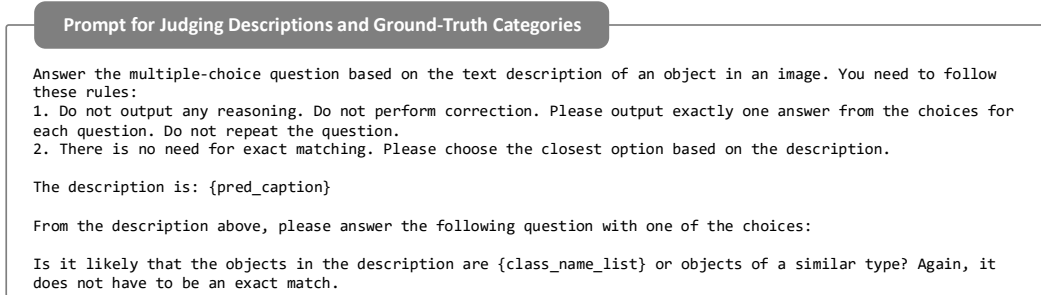 Prompt for Judging Descriptions and Ground-Truth Categories
Answer the multiple-choice question based on the text description of an object in an image. You need to follow
these rules:
1. Do not output any reasoning. Do not perform correction. Please output exactly one answer from the choices for
each question. Do not repeat the question.
2. There is no need for exact matching. Please choose the closest option based on the description.
The description is: {pred_caption}
From the description above, please answer the following question with one of the choices:
Is it likely that the objects in the description are {class_name_list} or objects of a similar type? Again, it
does not have to be an exact match.